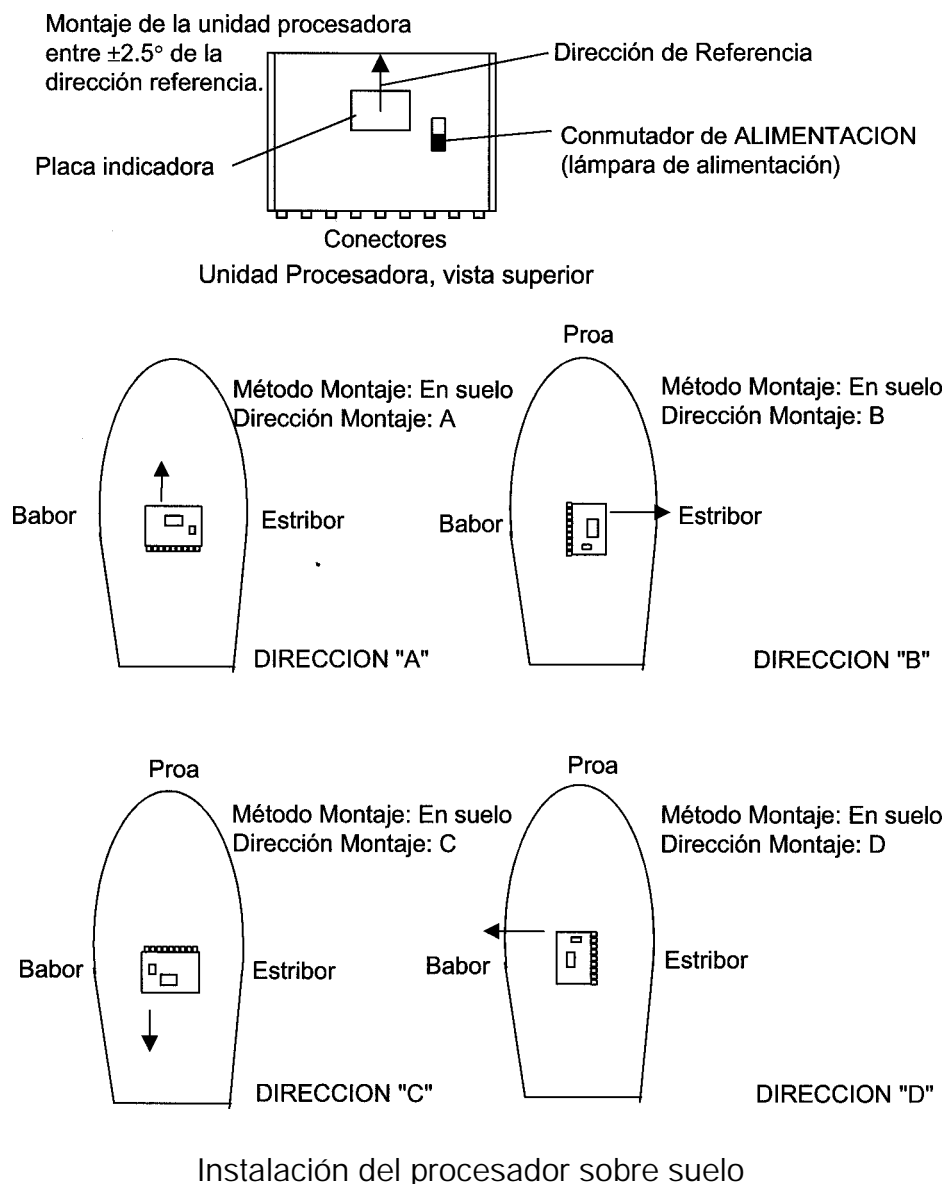 Montaje de la unidad procesadora
entre ±2.5° de la
dirección referencia.
Dirección de Referencia
Placa indicadora
Conmutador de ALIMENTACION
(lámpara de alimentación)
Conectores
Unidad Procesadora, vista superior
Método Montaje: En suelo
Dirección Montaje: A
Babor
Estribor
DIRECCION "A"
Proa
Método Montaje: En suelo
Dirección Montaje: B
Babor
Estribor
DIRECCION "B"
Proa
Método Montaje: En suelo
Dirección Montaje: C
Babor
Estribor
DIRECCION "C"
Proa
Método Montaje: En suelo
Dirección Montaje: D
Babor
Estribor
DIRECCION "D"
Instalación del procesador sobre suelo